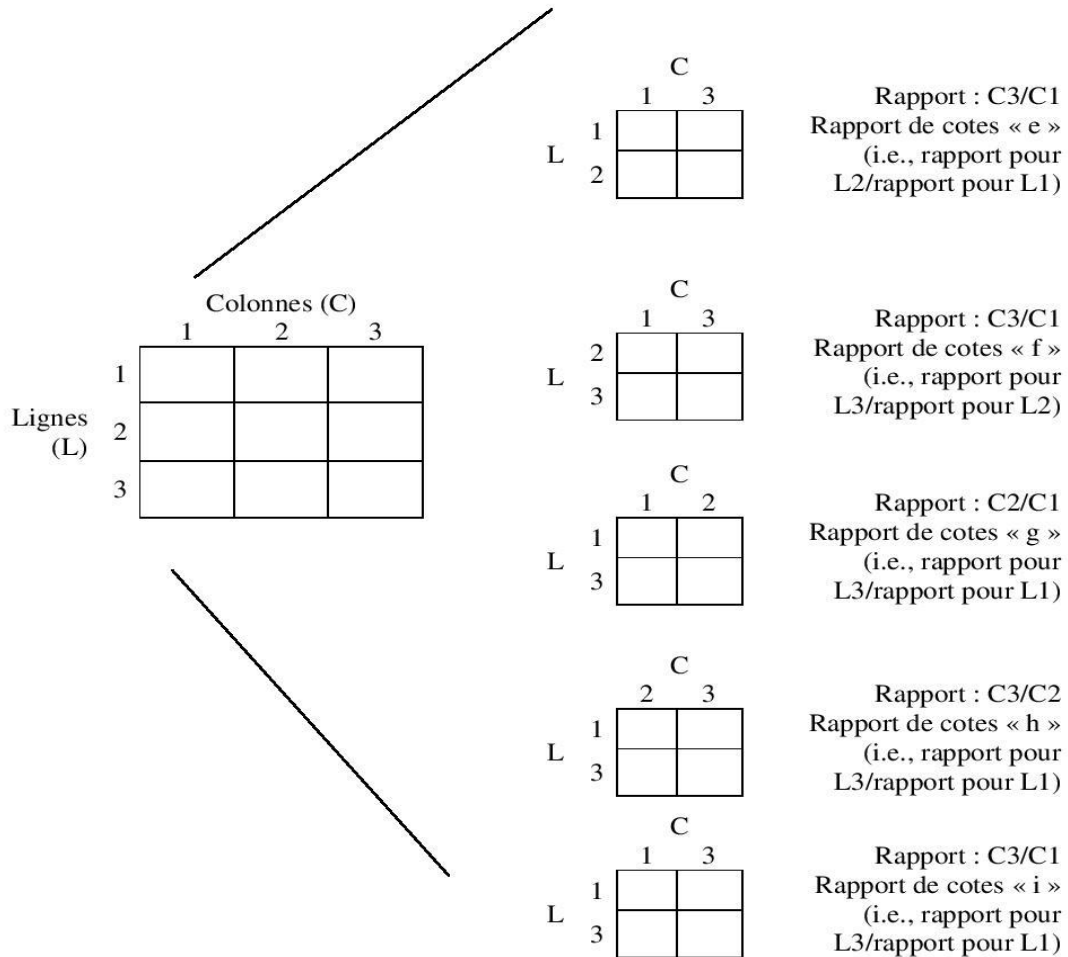 C
1 3
Rapport : C3/C1
1
Rapport de cotes « e »
L
(i.e., rapport pour
2
L2/rapport pour L1)
Colonnes (C)
1 2 3
1
Lignes
2
(L)
3
C
1 3
Rapport : C3/C1
2
Rapport de cotes « f »
L
(i.e., rapport pour
3
L3/rapport pour L2)
C
1 2
Rapport : C2/C1
1
Rapport de cotes « g »
L
(i.e., rapport pour
3
L3/rapport pour L1)
C
2 3
Rapport : C3/C2
1
Rapport de cotes « h »
L
(i.e., rapport pour
3
L3/rapport pour L1)
C
1 3
Rapport : C3/C1
1
Rapport de cotes « i »
L
(i.e., rapport pour
3
L3/rapport pour L1)